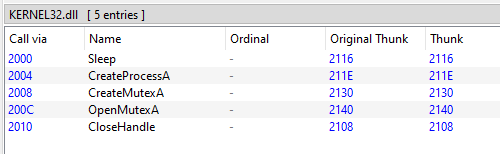 KERNEL32.dll [ 5 entries ]
Call via Name Ordinal Original Thunk Thunk
2000 Sleep - 2116 2116
2004 CreateProcessA - 211E 211E
2008 CreateMutexA - 2130 2130
200C OpenMutexA - 2140 2140
2010 CloseHandle - 2108 2108